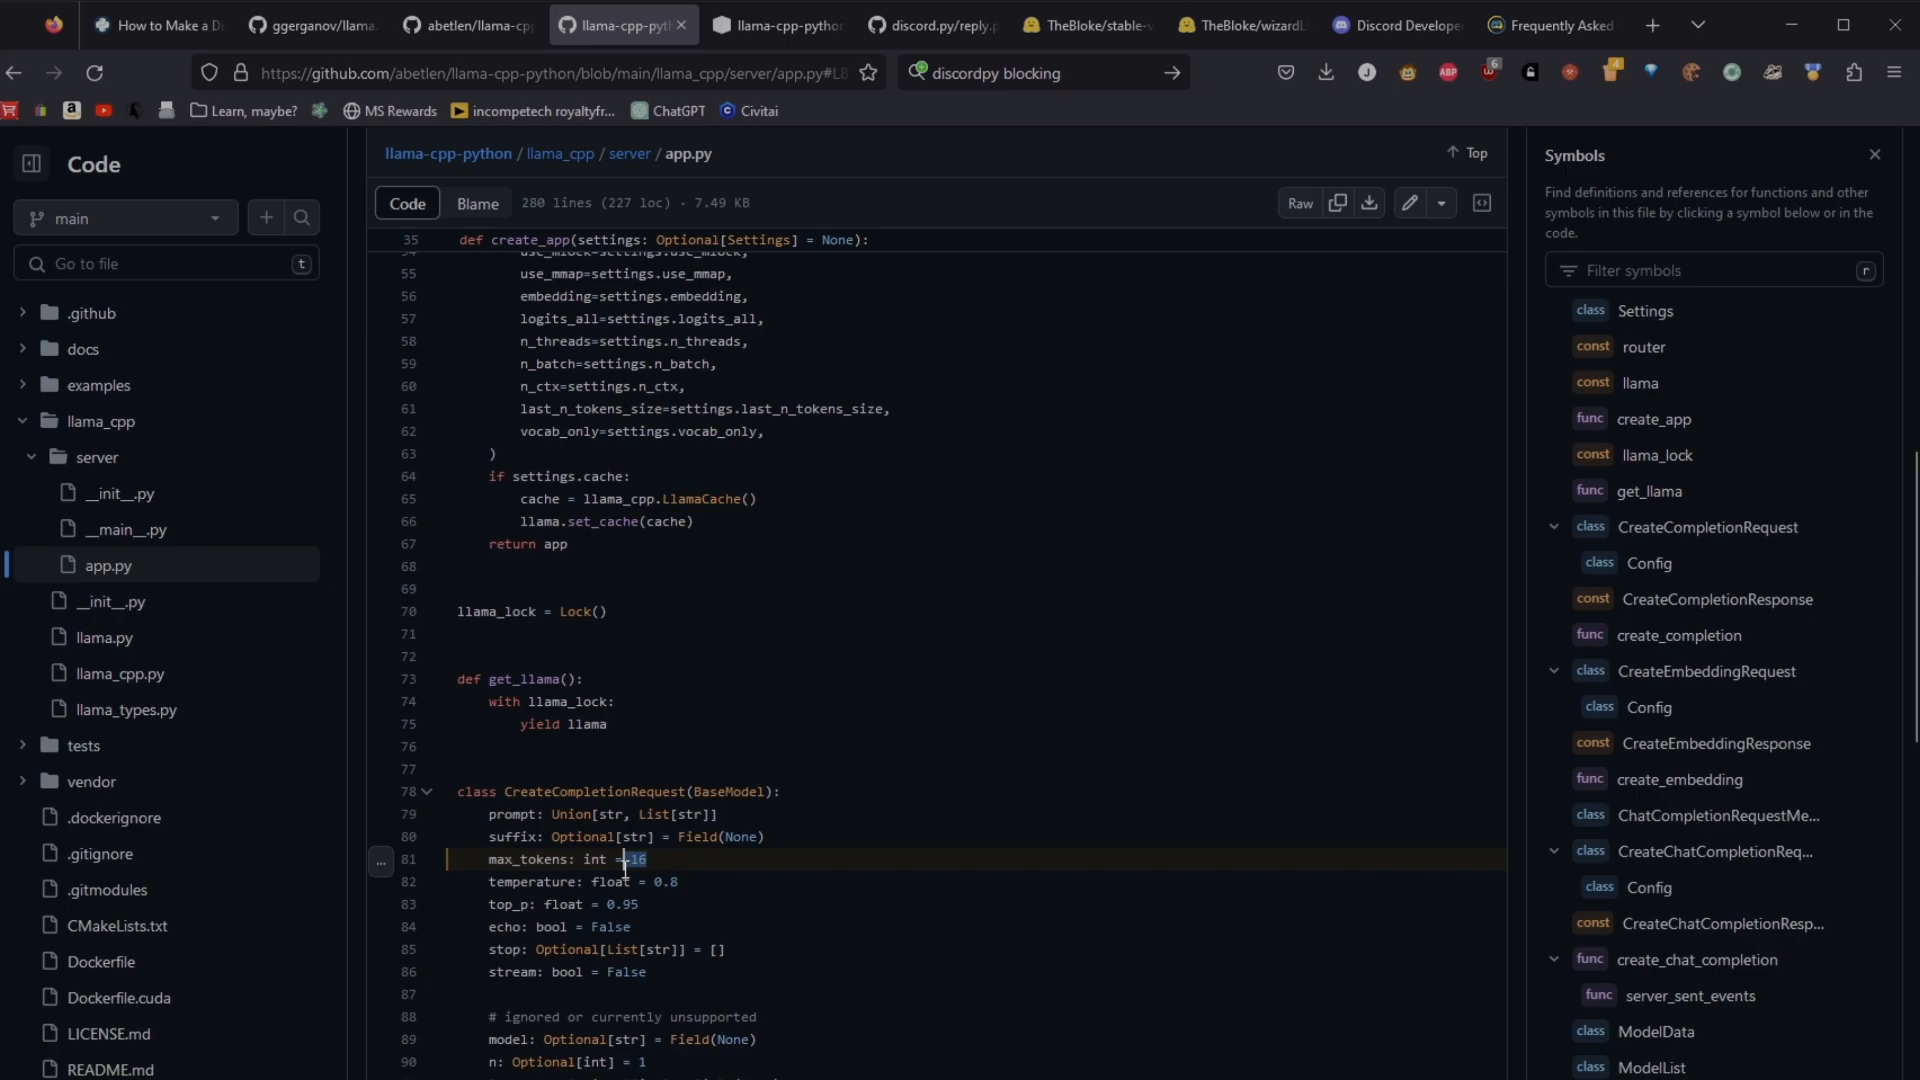 How to Make a Di
ggerganov/llama.
abetlen/llama-cp
llama-cpp-pyth
llama-cpp-python
discord.py/reply.p
TheBloke/stable-v
TheBloke/wizardL
Discord Develope
Frequently Asked
https://github.com/abetlen/llama-cpp-python/blob/main/llama_cpp/server/app.py#L8
discordpy blocking
J
ABP
6
4
Learn, maybe?
MS Rewards
incompetech royaltyfr...
ChatGPT
Civitai
Code
main
Go to file
t
.github
docs
examples
llama_cpp
server
__init__.py
__main__.py
app.py
__init__.py
llama.py
llama_cpp.py
llama_types.py
tests
vendor
.dockerignore
.gitignore
.gitmodules
CMakeLists.txt
Dockerfile
Dockerfile.cuda
LICENSE.md
README.md
llama-cpp-python / llama_cpp / server / app.py
Top
Code
Blame
280 lines (227 loc) · 7.49 KB
Raw
35 def create_app(settings: Optional[Settings] = None):
54 use_mlock=settings.use_mlock,
55 use_mmap=settings.use_mmap,
56 embedding=settings.embedding,
57 logits_all=settings.logits_all,
58 n_threads=settings.n_threads,
59 n_batch=settings.n_batch,
60 n_ctx=settings.n_ctx,
61 last_n_tokens_size=settings.last_n_tokens_size,
62 vocab_only=settings.vocab_only,
63 )
64 if settings.cache:
65 cache = llama_cpp.LlamaCache()
66 llama.set_cache(cache)
67 return app
68
69
70 llama_lock = Lock()
71
72
73 def get_llama():
74 with llama_lock:
75 yield llama
76
77
78 class CreateCompletionRequest(BaseModel):
79 prompt: Union[str, List[str]]
80 suffix: Optional[str] = Field(None)
81 max_tokens: int = 16
82 temperature: float = 0.8
83 top_p: float = 0.95
84 echo: bool = False
85 stop: Optional[List[str]] = []
86 stream: bool = False
87
88 # ignored or currently unsupported
89 model: Optional[str] = Field(None)
90 n: Optional[int] = 1
Symbols
Find definitions and references for functions and other
symbols in this file by clicking a symbol below or in the
code.
Filter symbols
r
class Settings
const router
const llama
func create_app
const llama_lock
func get_llama
class CreateCompletionRequest
class Config
const CreateCompletionResponse
func create_completion
class CreateEmbeddingRequest
class Config
const CreateEmbeddingResponse
func create_embedding
class ChatCompletionRequestMe...
class CreateChatCompletionReq...
class Config
const CreateChatCompletionResp...
func create_chat_completion
func server_sent_events
class ModelData
class ModelList